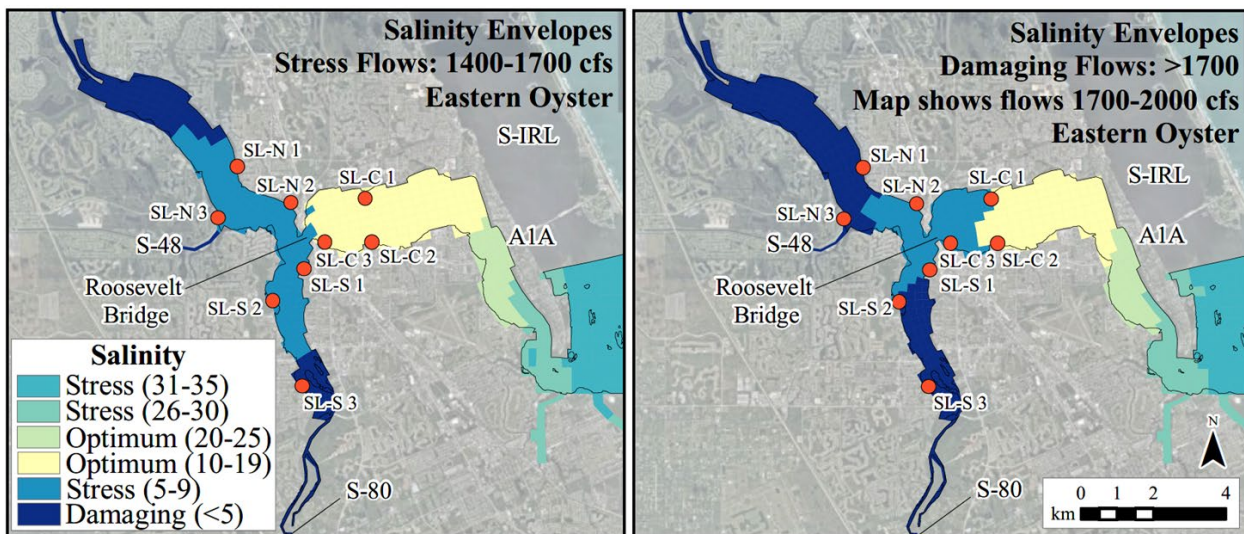 Salinity Envelopes
Stress Flows: 1400-1700 cfs
Eastern Oyster
S-IRL
SL-N 1
SL-N 2
SL-C 1
SL-N 3
S-48
A1A
SL-C 3
SL-C 2
SL-S 1
Roosevelt
Bridge
SL-S 2
SL-S 3
S-80
Salinity
Stress (31-35)
Stress (26-30)
Optimum (20-25)
Optimum (10-19)
Stress (5-9)
Damaging (<5)
Salinity Envelopes
Damaging Flows: >1700
Map shows flows 1700-2000 cfs
Eastern Oyster
S-IRL
SL-N 1
SL-N 2
SL-C 1
SL-N 3
S-48
A1A
SL-C 3
SL-C 2
SL-S 1
Roosevelt
Bridge
SL-S 2
SL-S 3
S-80
N
0 1 2 4
km